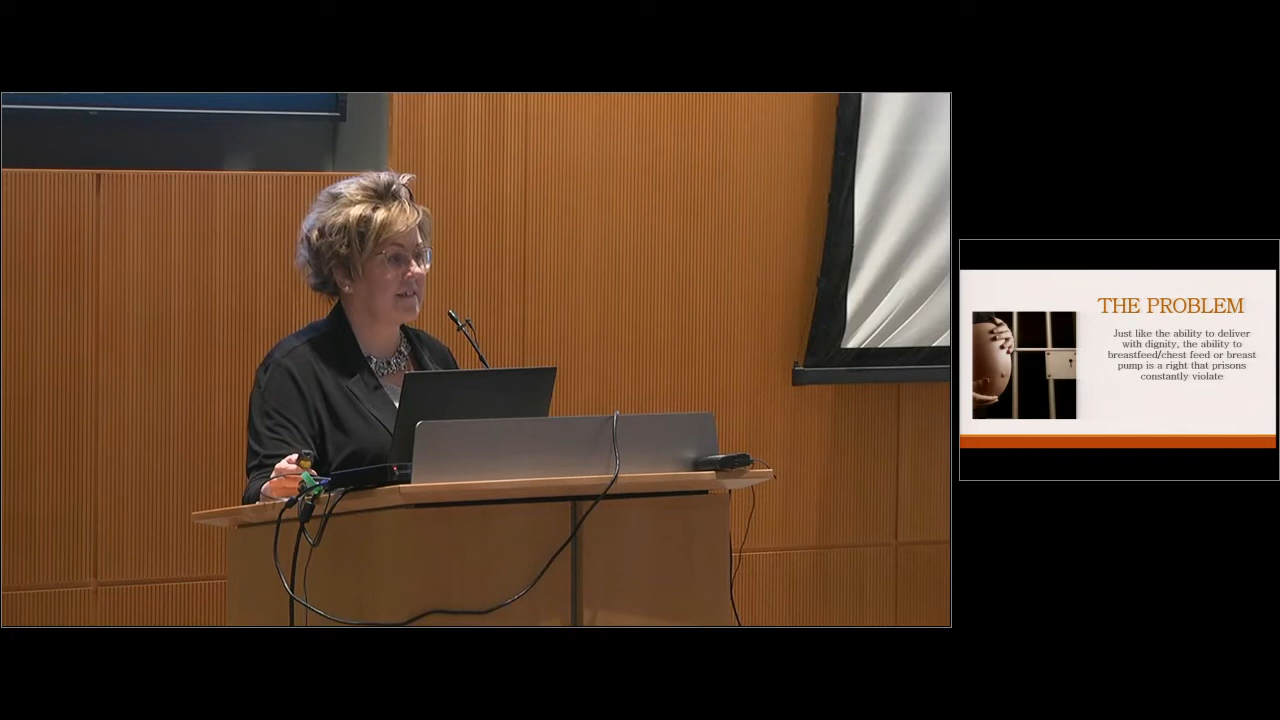 THE PROBLEM
Just like the ability to deliver
with dignity, the ability to
breastfeed/chest feed or breast
pump is a right that prisons
constantly violate